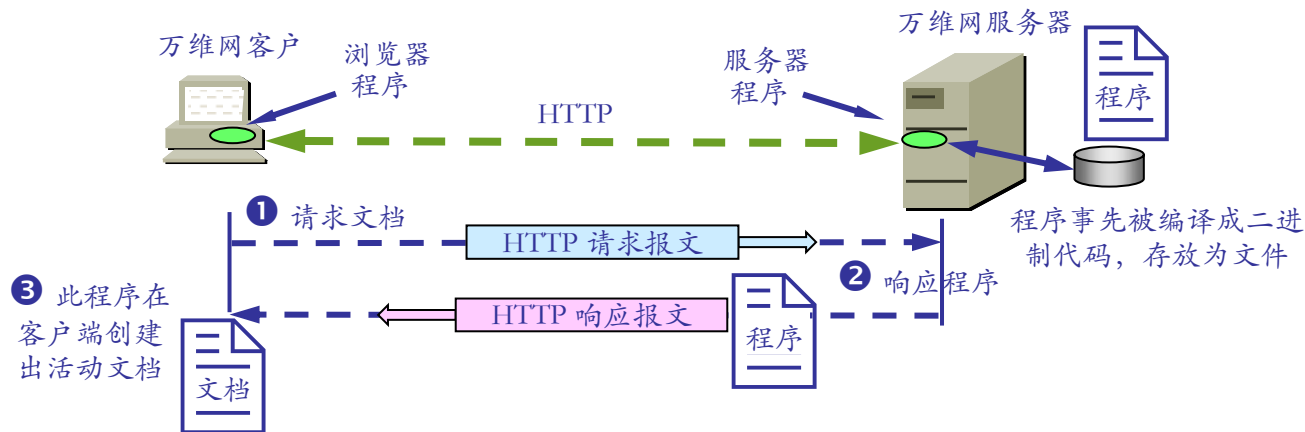 万维网客户
浏览器
程序
HTTP
服务器
程序
万维网服务器
程序
❶ 请求文档
HTTP 请求报文
程序事先被编译成二进
制代码，存放为文件
❷ 响应程序
HTTP 响应报文
程序
❸ 此程序在
客户端创建
出活动文档
文档